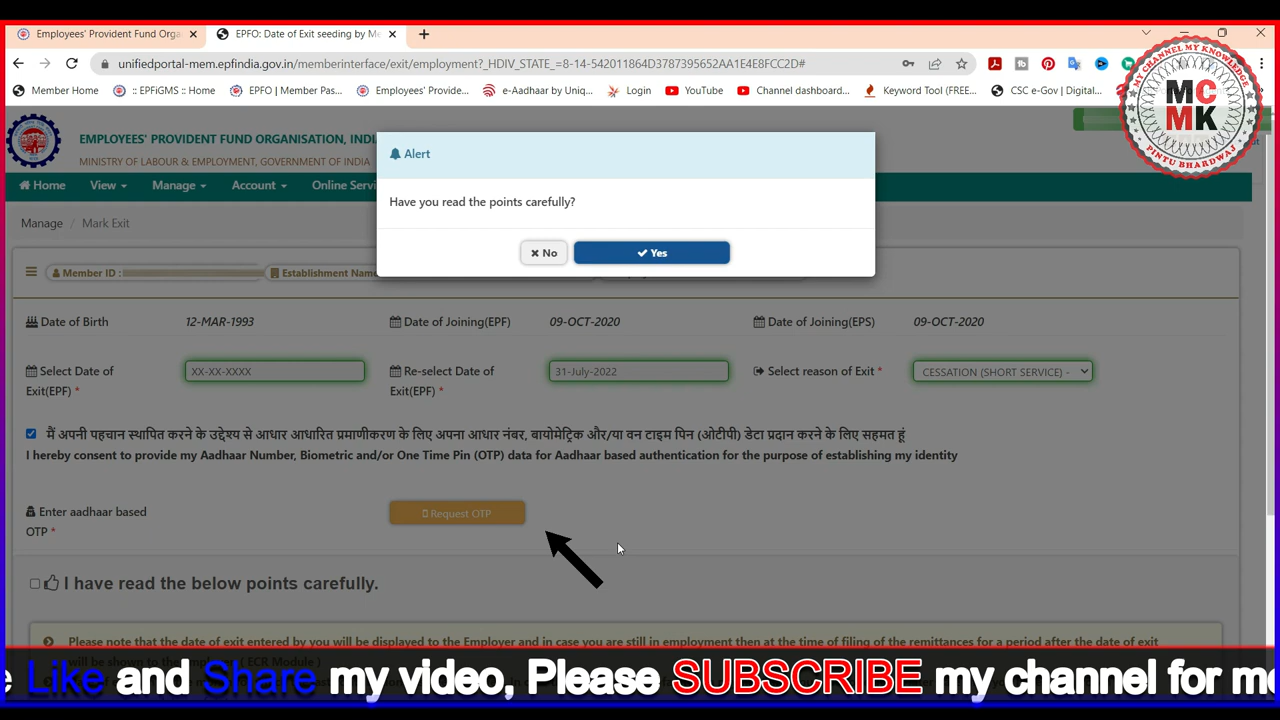 Employees' Provident Fund Orga
EPFO: Date of Exit seeding by Me
unifiedportal-mem.epfindia.gov.in/memberinterface/exit/employer?_HDIV_STATE_=8-14-542011864D3787395652AA1E4E8FCC2D#
Member Home
:: EPFiGMS :: Home
EPFO | Member Pas...
Employees' Provide...
e-Aadhaar by Uniq...
Login
YouTube
Channel dashboard...
Keyword Tool (FREE...
CSC e-Gov | Digital...
MY CHANNEL MY KNOWLEDGE
MC
MK
PINTU BHARDWAJ
EMPLOYEES' PROVIDENT FUND ORGANISATION, INDI
MINISTRY OF LABOUR & EMPLOYMENT, GOVERNMENT OF INDIA
Home View Manage Account Online Servi
Alert
Have you read the points carefully?
No Yes
Manage / Mark Exit
Member ID : Establishment Name
Date of Birth 12-MAR-1993 Date of Joining(EPF) 09-OCT-2020 Date of Joining(EPS) 09-OCT-2020
Select Date of XX-XX-XXXX Re-select Date of 31-July-2022 Select reason of Exit * CESSATION (SHORT SERVICE) -
Exit(EPF) * Exit(EPF) *
मैं अपनी पहचान स्थापित करने के उद्देश्य से आधार आधारित प्रमाणीकरण के लिए अपना आधार नंबर, बायोमेट्रिक और/या वन टाइम पिन (ओटीपी) डेटा प्रदान करने के लिए सहमत हूं
I hereby consent to provide my Aadhaar Number, Biometric and/or One Time Pin (OTP) data for Aadhaar based authentication for the purpose of establishing my identity
Enter aadhaar based Request OTP
OTP *
I have read the below points carefully.
Please note that the date of exit entered by you will be displayed to the Employer and in case you are still in employment then at the time of filing of the remittances for a period after the date of exit
will be shown to the Employer ( ECR Module )
e Like and Share my video, Please SUBSCRIBE my channel for mo